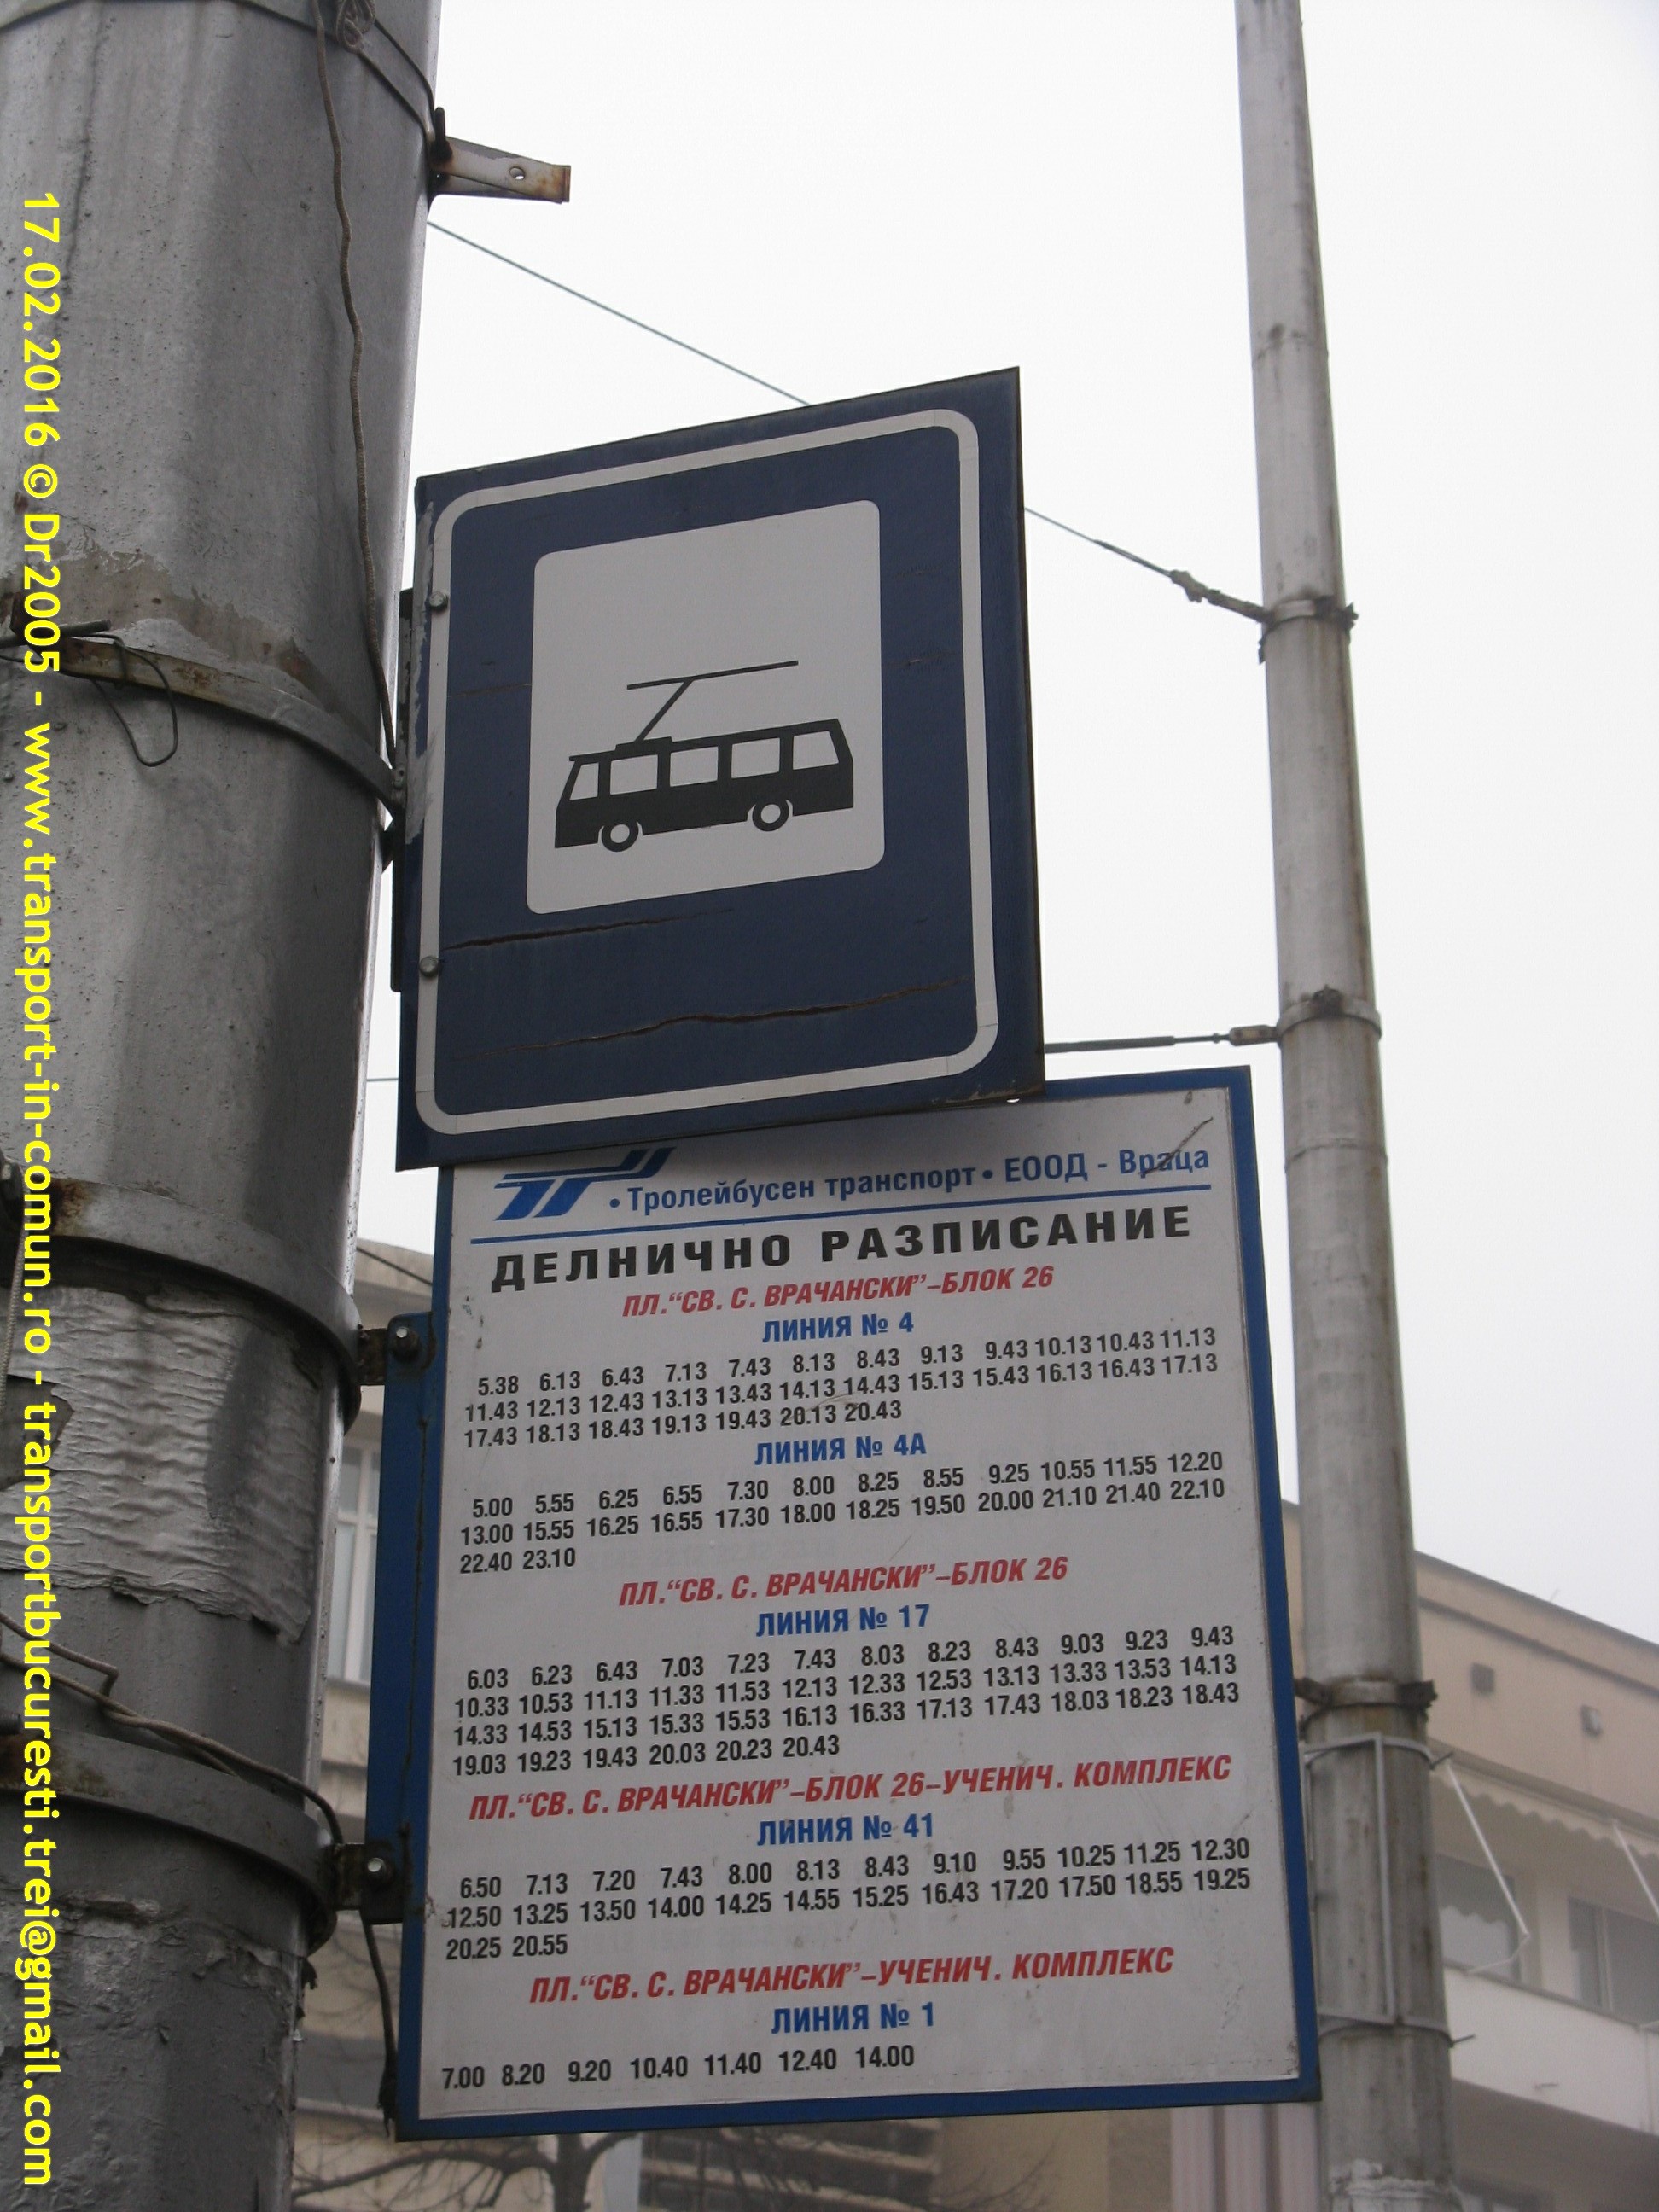 • Тролейбусен транспорт • ЕООД - Враца
ДЕЛНИЧНО РАЗПИСАНИЕ
ПЛ.“СВ. С. ВРАЧАНСКИ”–БЛОК 26
ЛИНИЯ № 4
5.38 6.13 6.43 7.13 7.43 8.13 8.43 9.13 9.43 10.13 10.43 11.13
11.43 12.13 12.43 13.13 13.43 14.13 14.43 15.13 15.43 16.13 16.43 17.13
17.43 18.13 18.43 19.13 19.43 20.13 20.43
ЛИНИЯ № 4А
5.00 5.55 6.25 6.55 7.30 8.00 8.25 8.55 9.25 10.55 11.55 12.20
13.00 15.55 16.25 16.55 17.30 18.00 18.25 19.50 20.00 21.10 21.40 22.10
22.40 23.10
ПЛ.“СВ. С. ВРАЧАНСКИ”–БЛОК 26
ЛИНИЯ № 17
6.03 6.23 6.43 7.03 7.23 7.43 8.03 8.23 8.43 9.03 9.23 9.43
10.33 10.53 11.13 11.33 11.53 12.13 12.33 12.53 13.13 13.33 13.53 14.13
14.33 14.53 15.13 15.33 15.53 16.13 16.33 17.13 17.43 18.03 18.23 18.43
19.03 19.23 19.43 20.03 20.23 20.43
ПЛ.“СВ. С. ВРАЧАНСКИ”–БЛОК 26–УЧЕНИЧ. КОМПЛЕКС
ЛИНИЯ № 41
6.50 7.13 7.20 7.43 8.00 8.13 8.43 9.10 9.55 10.25 11.25 12.30
12.50 13.25 13.50 14.00 14.25 14.55 15.25 16.43 17.20 17.50 18.55 19.25
20.25 20.55
ПЛ.“СВ. С. ВРАЧАНСКИ”–УЧЕНИЧ. КОМПЛЕКС
ЛИНИЯ № 1
7.00 8.20 9.20 10.40 11.40 12.40 14.00
17.02.2016 © Dr2005 - www.transport-in-comun.ro - transportbucuresti.trei@gmail.com